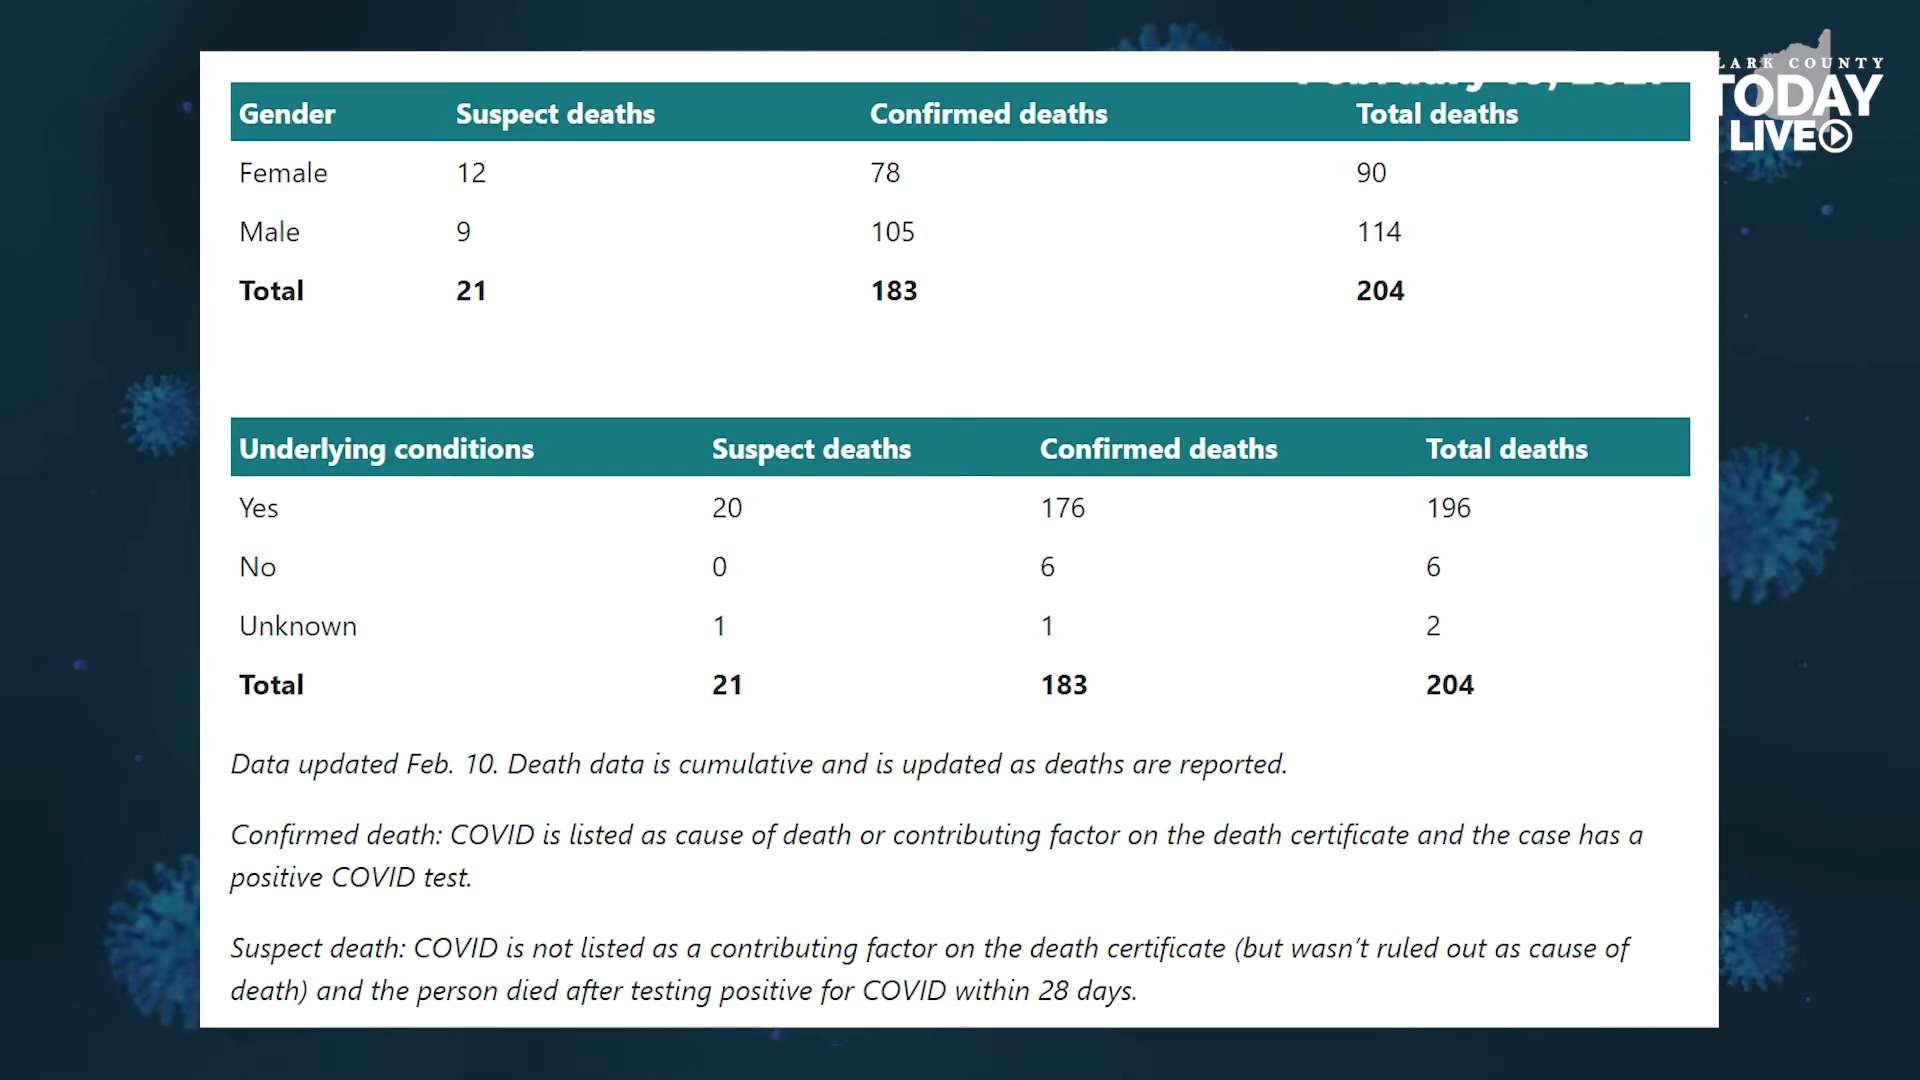 LARK COUNTY
TODAY
LIVE
Gender Suspect deaths Confirmed deaths Total deaths
Female 12 78 90
Male 9 105 114
Total 21 183 204
Underlying conditions Suspect deaths Confirmed deaths Total deaths
Yes 20 176 196
No 0 6 6
Unknown 1 1 2
Total 21 183 204
Data updated Feb. 10. Death data is cumulative and is updated as deaths are reported.
Confirmed death: COVID is listed as cause of death or contributing factor on the death certificate and the case has a
positive COVID test.
Suspect death: COVID is not listed as a contributing factor on the death certificate (but wasn't ruled out as cause of
death) and the person died after testing positive for COVID within 28 days.